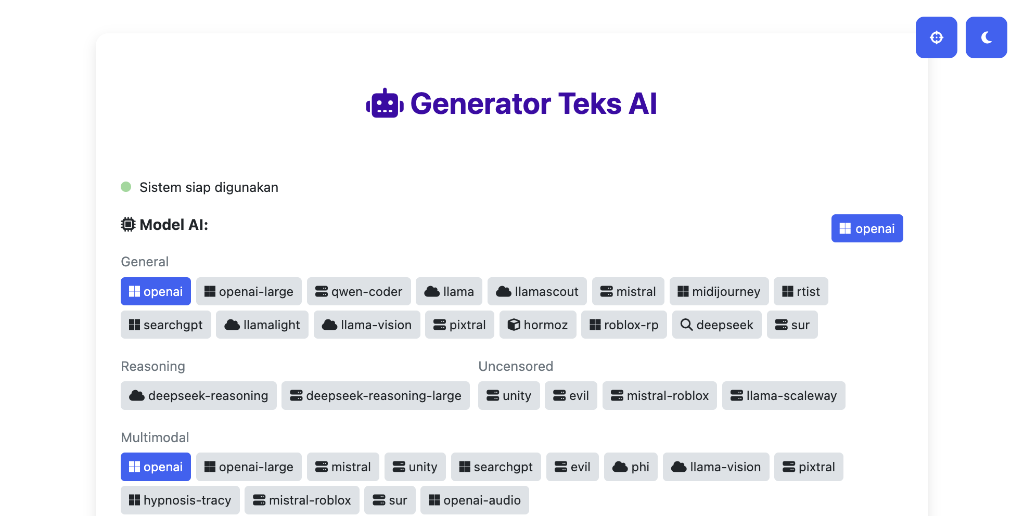 Generator Teks AI
Sistem siap digunakan
Model AI:
openai
General
openai openai-large qwen-coder llama llamascout mistral midijourney rtist
searchgpt llamalight llama-vision pixtral hormoz roblox-rp deepseek sur
Reasoning
deepseek-reasoning deepseek-reasoning-large
Uncensored
unity evil mistral-roblox llama-scaleway
Multimodal
openai openai-large mistral unity searchgpt evil phi llama-vision pixtral
hypnosis-tracy mistral-roblox sur openai-audio